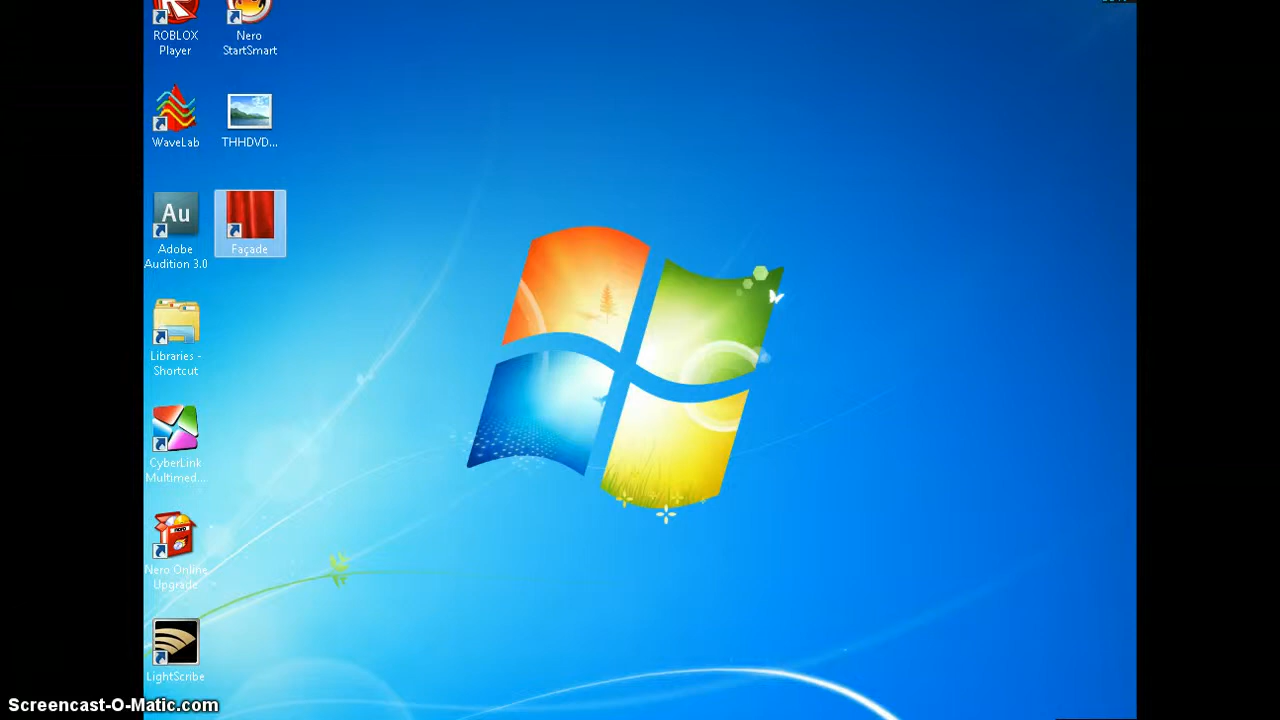 ROBLOX
Player
Nero
StartSmart
WaveLab
THHDVD...
Au
Adobe
Audition 3.0
Façade
Libraries -
Shortcut
CyberLink
Multimed...
Nero Online
Upgrade
LightScribe
Screencast-O-Matic.com